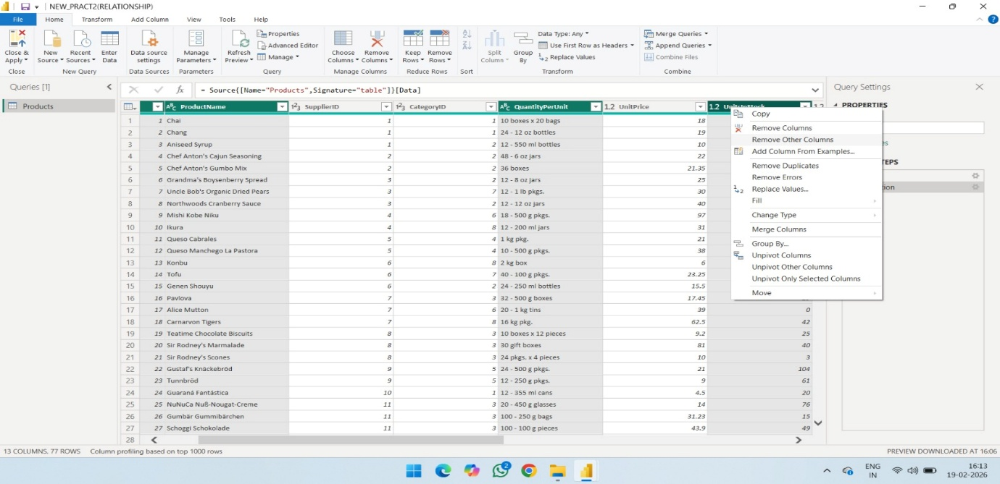 NEW_PRACT2(RELATIONSHIP)
File Home Transform Add Column View Tools Help
Close & Apply
New Source
Recent Sources
Enter Data
Data source settings
Manage Parameters
Refresh Preview
Properties
Advanced Editor
Manage
Choose Columns
Remove Columns
Keep Rows
Remove Rows
Split Column
Group By
Data Type: Any
Use First Row as Headers
Replace Values
Merge Queries
Append Queries
Combine Files
Close New Query Data Sources Parameters Query Manage Columns Reduce Rows Sort Transform Combine
Queries [1]
Products
fx = Source{[Name="Products",Signature="table"]}[Data]
ABC ProductName 123 SupplierID 123 CategoryID ABC QuantityPerUnit 1.2 UnitPrice 1.2 UnitsInStock 1.2
1 1 Chai 1 1 10 boxes x 20 bags 18
2 2 Chang 1 1 24 - 12 oz bottles 19
3 3 Aniseed Syrup 1 2 12 - 550 ml bottles 10
4 4 Chef Anton's Cajun Seasoning 2 2 48 - 6 oz jars 22
5 5 Chef Anton's Gumbo Mix 2 2 36 boxes 21.35
6 6 Grandma's Boysenberry Spread 3 2 12 - 8 oz jars 25
7 7 Uncle Bob's Organic Dried Pears 3 7 12 - 1 lb pkgs. 30
8 8 Northwoods Cranberry Sauce 3 2 12 - 12 oz jars 40
9 9 Mishi Kobe Niku 4 6 18 - 500 g pkgs. 97
10 10 Ikura 4 8 12 - 200 ml jars 31
11 11 Queso Cabrales 5 4 1 kg pkg. 21
12 12 Queso Manchego La Pastora 5 4 10 - 500 g pkgs. 38
13 13 Konbu 6 8 2 kg box 6
14 14 Tofu 6 7 40 - 100 g pkgs. 23.25
15 15 Genen Shouyu 6 2 24 - 250 ml bottles 15.5
16 16 Pavlova 7 3 32 - 500 g boxes 17.45
17 17 Alice Mutton 7 6 20 - 1 kg tins 39 0
18 18 Carnarvon Tigers 7 8 16 kg pkg. 62.5 42
19 19 Teatime Chocolate Biscuits 8 3 10 boxes x 12 pieces 9.2 25
20 20 Sir Rodney's Marmalade 8 3 30 gift boxes 81 40
21 21 Sir Rodney's Scones 8 3 24 pkgs. x 4 pieces 10 3
22 22 Gustaf's Knäckebröd 9 5 24 - 500 g pkgs. 21 104
23 23 Tunnbröd 9 5 12 - 250 g pkgs. 9 61
24 24 Guaraná Fantástica 10 1 12 - 355 ml cans 4.5 20
25 25 NuNuCa Nuß-Nougat-Creme 11 3 20 - 450 g glasses 14 76
26 26 Gumbär Gummibärchen 11 3 100 - 250 g bags 31.23 15
27 27 Schoggi Schokolade 11 3 100 - 100 g pieces 43.9 49
28
Copy
Remove Columns
Remove Other Columns
Add Column From Examples...
Remove Duplicates
Remove Errors
Replace Values...
Fill
Change Type
Merge Columns
Group By...
Unpivot Columns
Unpivot Other Columns
Unpivot Only Selected Columns
Move
Query Settings
PROPERTIES
13 COLUMNS, 77 ROWS Column profiling based on top 1000 rows
PREVIEW DOWNLOADED AT 16:06
2
ENG
IN
16:13
19-02-2026